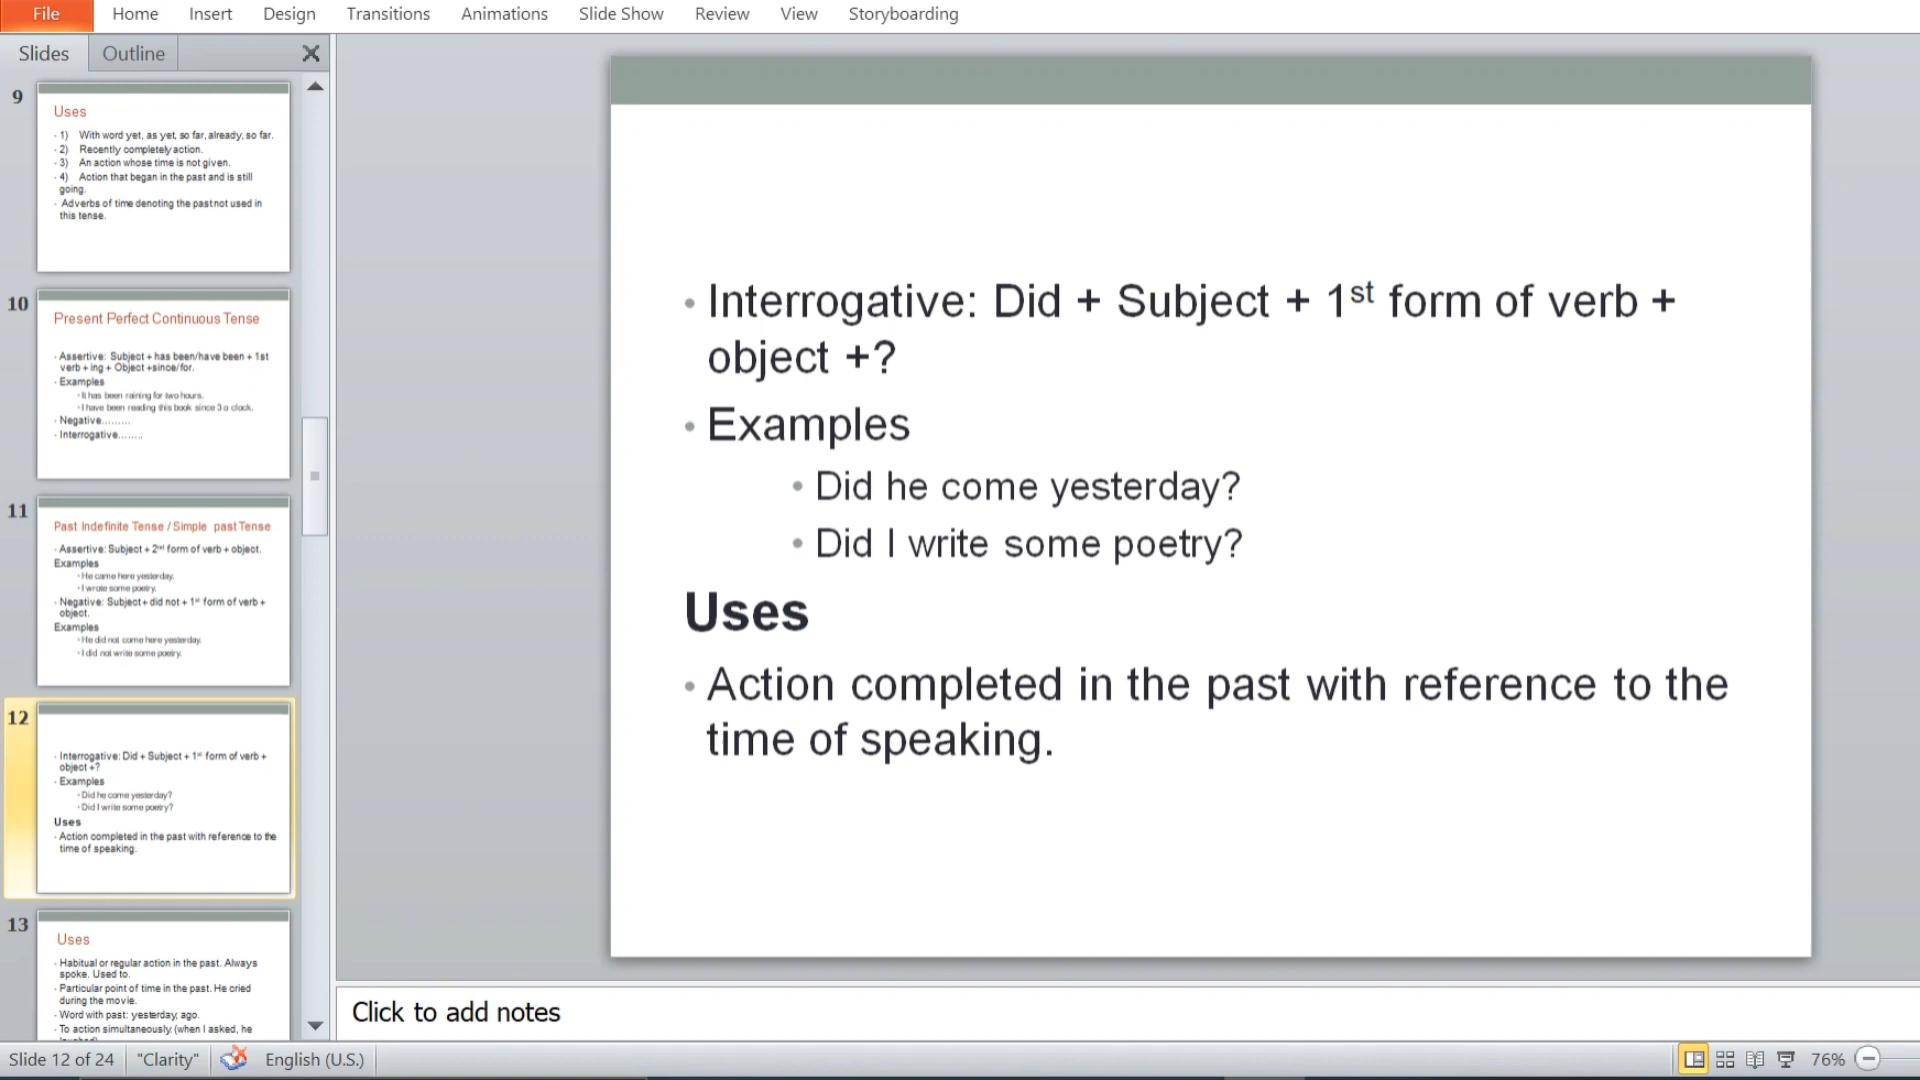 File Home Insert Design Transitions Animations Slide Show Review View Storyboarding
Slides Outline
9
Uses
· 1) With word yet, as yet, so far, already, so far.
· 2) Recently completely action.
· 3) An action whose time is not given.
· 4) Action that began in the past and is still
going.
· Adverbs of time denoting the past not used in
this tense.
10
Present Perfect Continuous Tense
· Assertive: Subject + has been/have been + 1st
verb + ing + Object +since/for.
· Examples
· It has been raining for two hours.
· I have been reading this book since 3 o clock.
· Negative.........
· Interrogative........
11
Past Indefinite Tense / Simple past Tense
· Assertive: Subject + 2nd form of verb + object.
Examples
· He came here yesterday.
· I wrote some poetry.
· Negative: Subject + did not + 1st form of verb +
object.
Examples
· He did not come here yesterday.
· I did not write some poetry.
12
· Interrogative: Did + Subject + 1st form of verb +
object +?
· Examples
· Did he come yesterday?
· Did I write some poetry?
Uses
· Action completed in the past with reference to the
time of speaking.
13
Uses
· Habitual or regular action in the past. Always
spoke. Used to.
· Particular point of time in the past. He cried
during the movie.
· Word with past: yesterday, ago.
· To action simultaneously. (when I asked, he
• Interrogative: Did + Subject + 1st form of verb +
object +?
• Examples
• Did he come yesterday?
• Did I write some poetry?
Uses
• Action completed in the past with reference to the
time of speaking.
Click to add notes
Slide 12 of 24 "Clarity" English (U.S.) 76%